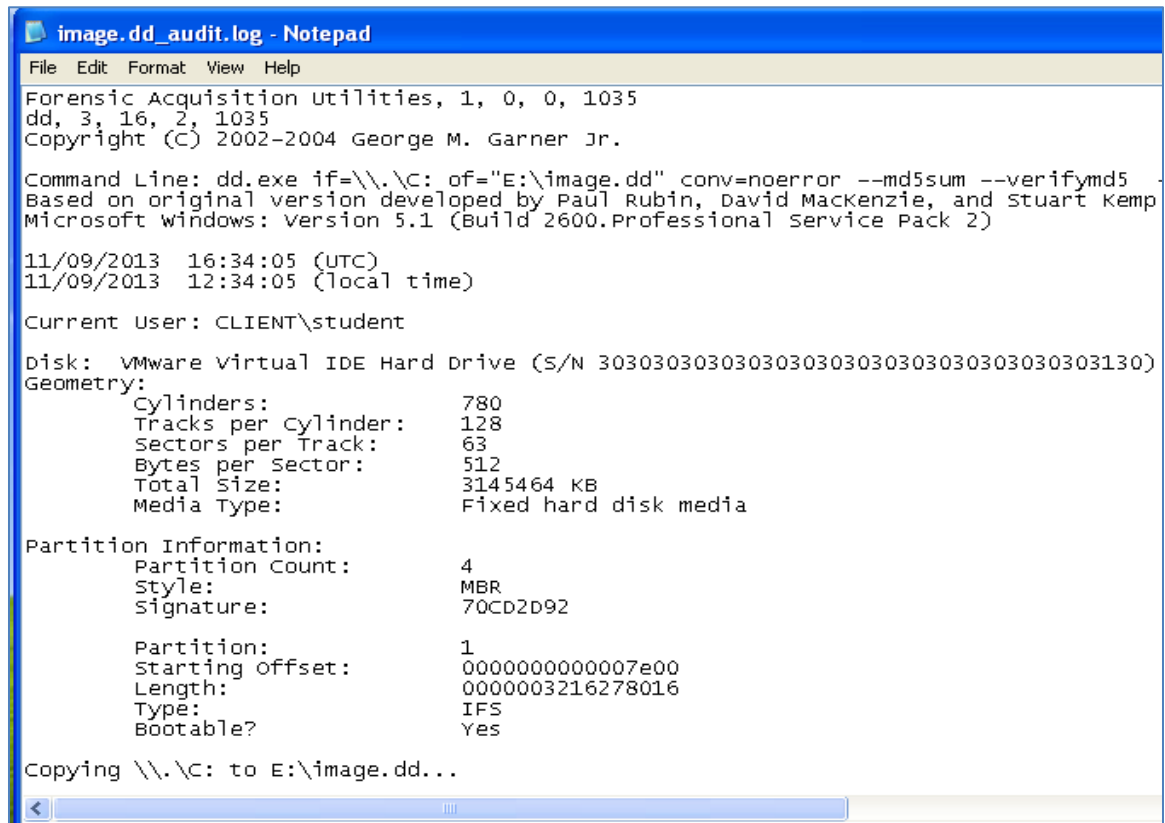 image.dd_audit.log - Notepad
File Edit Format View Help
Forensic Acquisition Utilities, 1, 0, 0, 1035
dd, 3, 16, 2, 1035
Copyright (C) 2002-2004 George M. Garner Jr.
Command Line: dd.exe if=\\.\C: of="E:\image.dd" conv=noerror --md5sum --verifymd5 -
Based on original version developed by Paul Rubin, David MacKenzie, and Stuart Kemp
Microsoft Windows: Version 5.1 (Build 2600.Professional Service Pack 2)
11/09/2013 16:34:05 (UTC)
11/09/2013 12:34:05 (local time)
Current User: CLIENT\student
Disk: VMware Virtual IDE Hard Drive (S/N 3030303030303030303030303030303030303130)
Geometry:
Cylinders: 780
Tracks per Cylinder: 128
Sectors per Track: 63
Bytes per Sector: 512
Total Size: 3145464 KB
Media Type: Fixed hard disk media
Partition Information:
Partition Count: 4
Style: MBR
Signature: 70CD2D92
Partition: 1
Starting Offset: 0000000000007e00
Length: 0000003216278016
Type: IFS
Bootable? Yes
Copying \\.\C: to E:\image.dd...